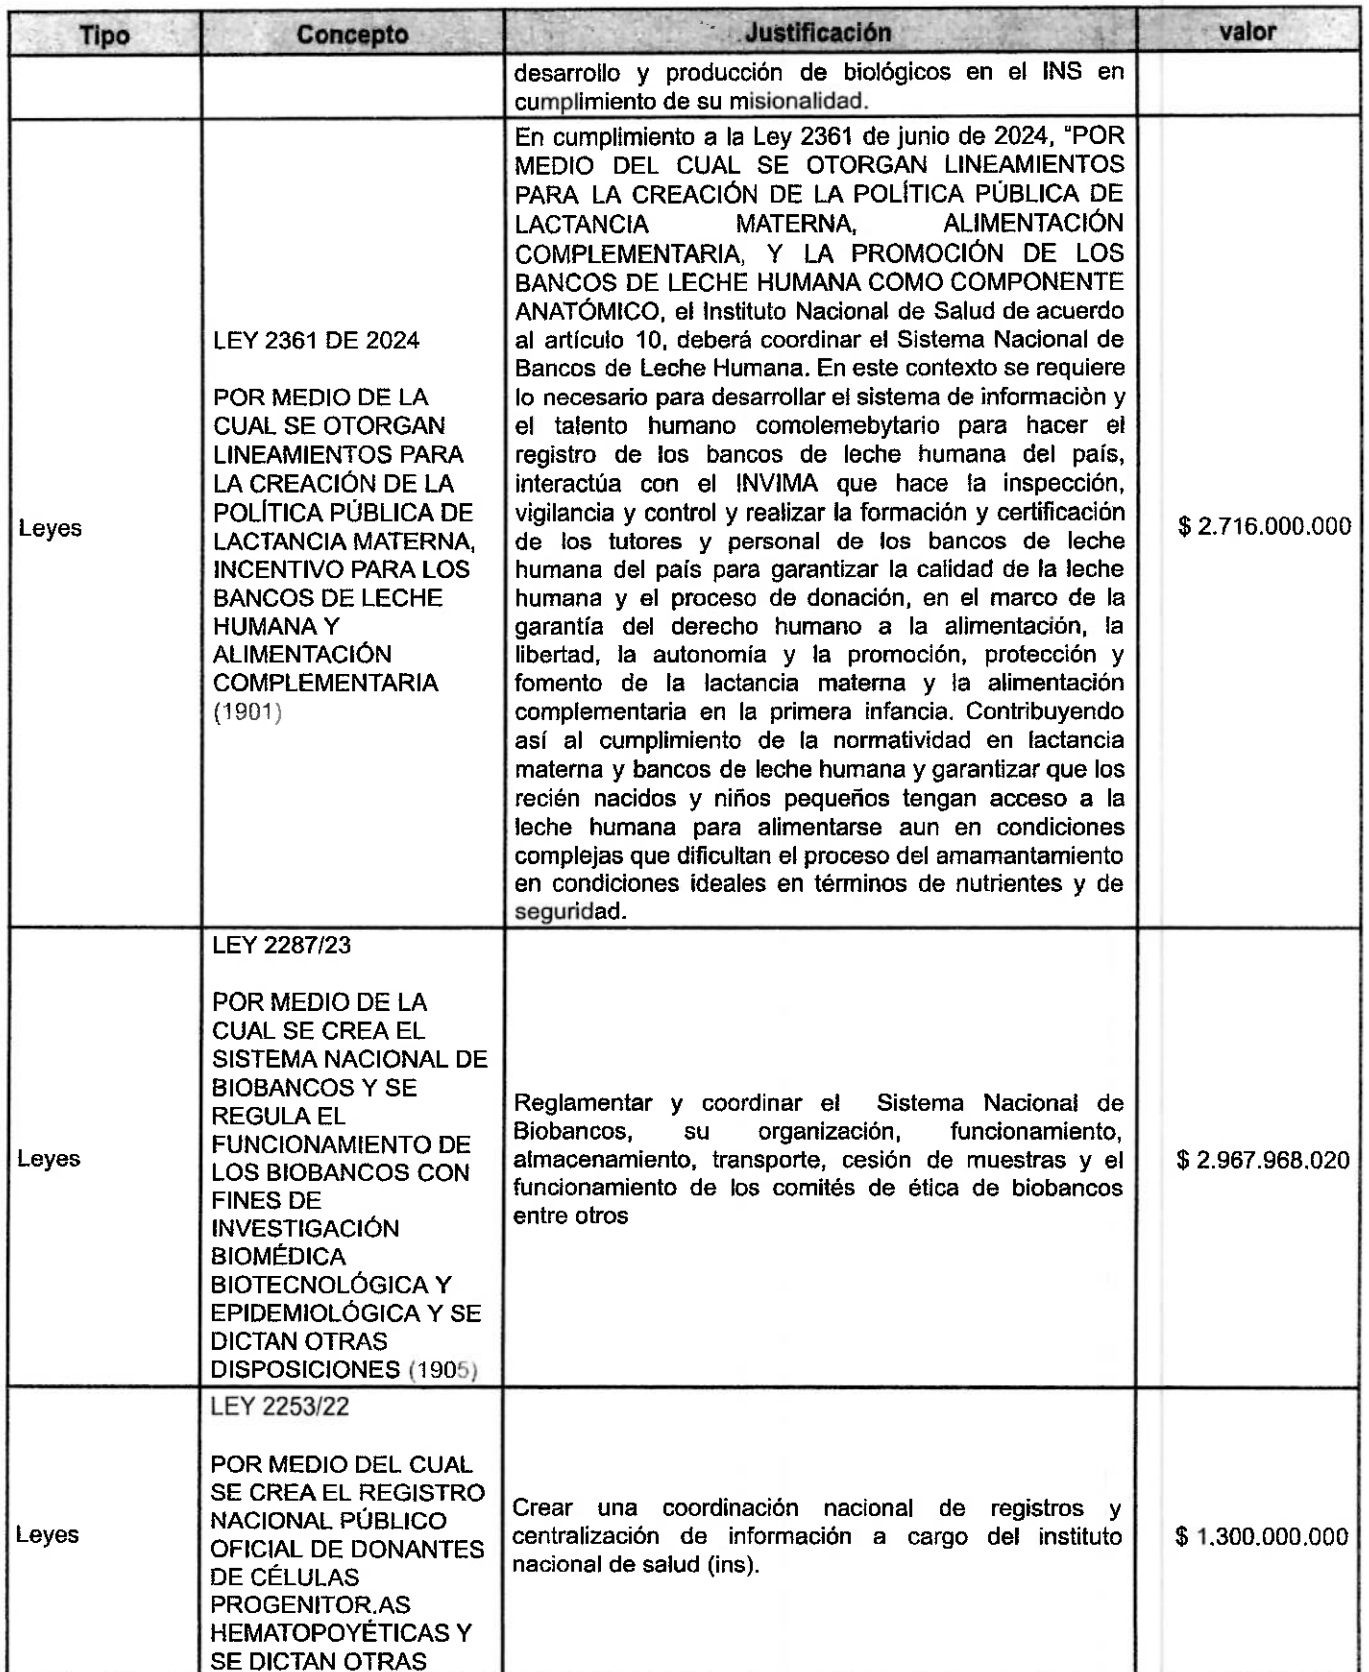 Tipo Concepto Justificación valor
desarrollo y producción de biológicos en el INS en
cumplimiento de su misionalidad.
Leyes
LEY 2361 DE 2024
POR MEDIO DE LA
CUAL SE OTORGAN
LINEAMIENTOS PARA
LA CREACIÓN DE LA
POLÍTICA PÚBLICA DE
LACTANCIA MATERNA,
INCENTIVO PARA LOS
BANCOS DE LECHE
HUMANA Y
ALIMENTACIÓN
COMPLEMENTARIA
(1901)
En cumplimiento a la Ley 2361 de junio de 2024, "POR
MEDIO DEL CUAL SE OTORGAN LINEAMIENTOS
PARA LA CREACIÓN DE LA POLÍTICA PÚBLICA DE
LACTANCIA MATERNA, ALIMENTACIÓN
COMPLEMENTARIA, Y LA PROMOCIÓN DE LOS
BANCOS DE LECHE HUMANA COMO COMPONENTE
ANATÓMICO, el Instituto Nacional de Salud de acuerdo
al artículo 10, deberá coordinar el Sistema Nacional de
Bancos de Leche Humana. En este contexto se requiere
lo necesario para desarrollar el sistema de información y
el talento humano comolemebytario para hacer el
registro de los bancos de leche humana del país,
interactúa con el INVIMA que hace la inspección,
vigilancia y control y realizar la formación y certificación
de los tutores y personal de los bancos de leche
humana del país para garantizar la calidad de la leche
humana y el proceso de donación, en el marco de la
garantía del derecho humano a la alimentación, la
libertad, la autonomía y la promoción, protección y
fomento de la lactancia materna y la alimentación
complementaria en la primera infancia. Contribuyendo
así al cumplimiento de la normatividad en lactancia
materna y bancos de leche humana y garantizar que los
recién nacidos y niños pequeños tengan acceso a la
leche humana para alimentarse aun en condiciones
complejas que dificultan el proceso del amamantamiento
en condiciones ideales en términos de nutrientes y de
seguridad.
$ 2.716.000.000
Leyes
LEY 2287/23
POR MEDIO DE LA
CUAL SE CREA EL
SISTEMA NACIONAL DE
BIOBANCOS Y SE
REGULA EL
FUNCIONAMIENTO DE
LOS BIOBANCOS CON
FINES DE
INVESTIGACIÓN
BIOMÉDICA
BIOTECNOLÓGICA Y
EPIDEMIOLÓGICA Y SE
DICTAN OTRAS
DISPOSICIONES (1905)
Reglamentar y coordinar el Sistema Nacional de
Biobancos, su organización, funcionamiento,
almacenamiento, transporte, cesión de muestras y el
funcionamiento de los comités de ética de biobancos
entre otros
$ 2.967.968.020
Leyes
LEY 2253/22
POR MEDIO DEL CUAL
SE CREA EL REGISTRO
NACIONAL PÚBLICO
OFICIAL DE DONANTES
DE CÉLULAS
PROGENITOR.AS
HEMATOPOYÉTICAS Y
SE DICTAN OTRAS
Crear una coordinación nacional de registros y
centralización de información a cargo del instituto
nacional de salud (ins).
$ 1.300.000.000